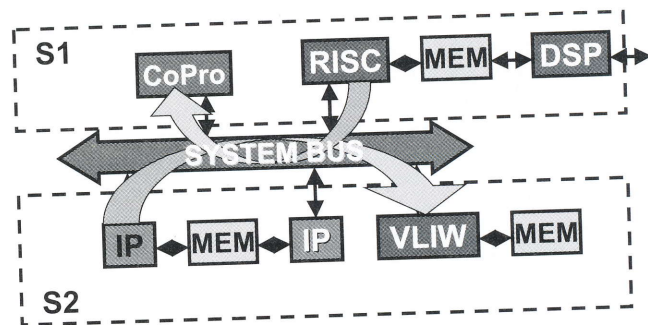 S1
CoPro
RISC
MEM
DSP
SYSTEM BUS
IP
MEM
IP
VLIW
MEM
S2